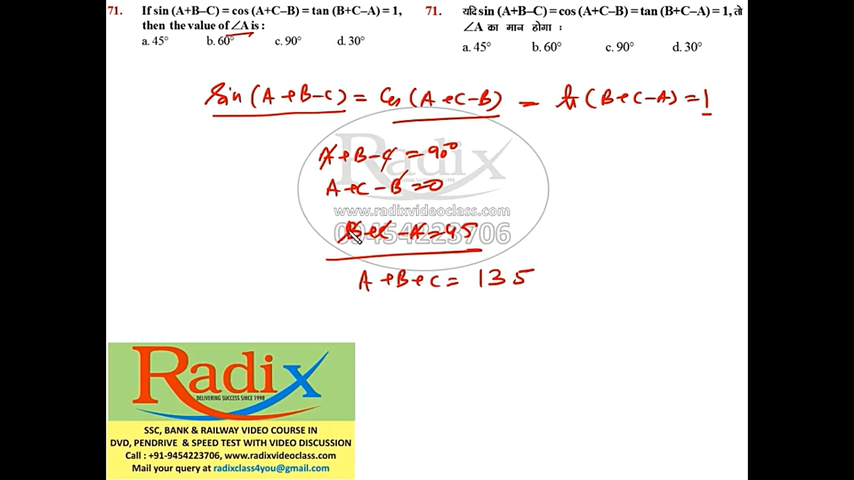 71. If sin (A+B–C) = cos (A+C–B) = tan (B+C–A) = 1,
then the value of ∠A is :
a. 45° b. 60° c. 90° d. 30°
71. यदि sin (A+B–C) = cos (A+C–B) = tan (B+C–A) = 1, तो
∠A का मान होगा :
a. 45° b. 60° c. 90° d. 30°
Sin (A+B-C) = Cos (A+C-B) = tan (B+C-A) = 1
A+B-C = 90°
A+C-B = 0
B+C-A = 45
A+B+C = 135
Radix
www.radixvideoclass.com
09454223706
Radix
DELIVERING SUCCESS SINCE 1998
SSC, BANK & RAILWAY VIDEO COURSE IN
DVD, PENDRIVE & SPEED TEST WITH VIDEO DISCUSSION
Call : +91-9454223706, www.radixvideoclass.com
Mail your query at radixclass4you@gmail.com